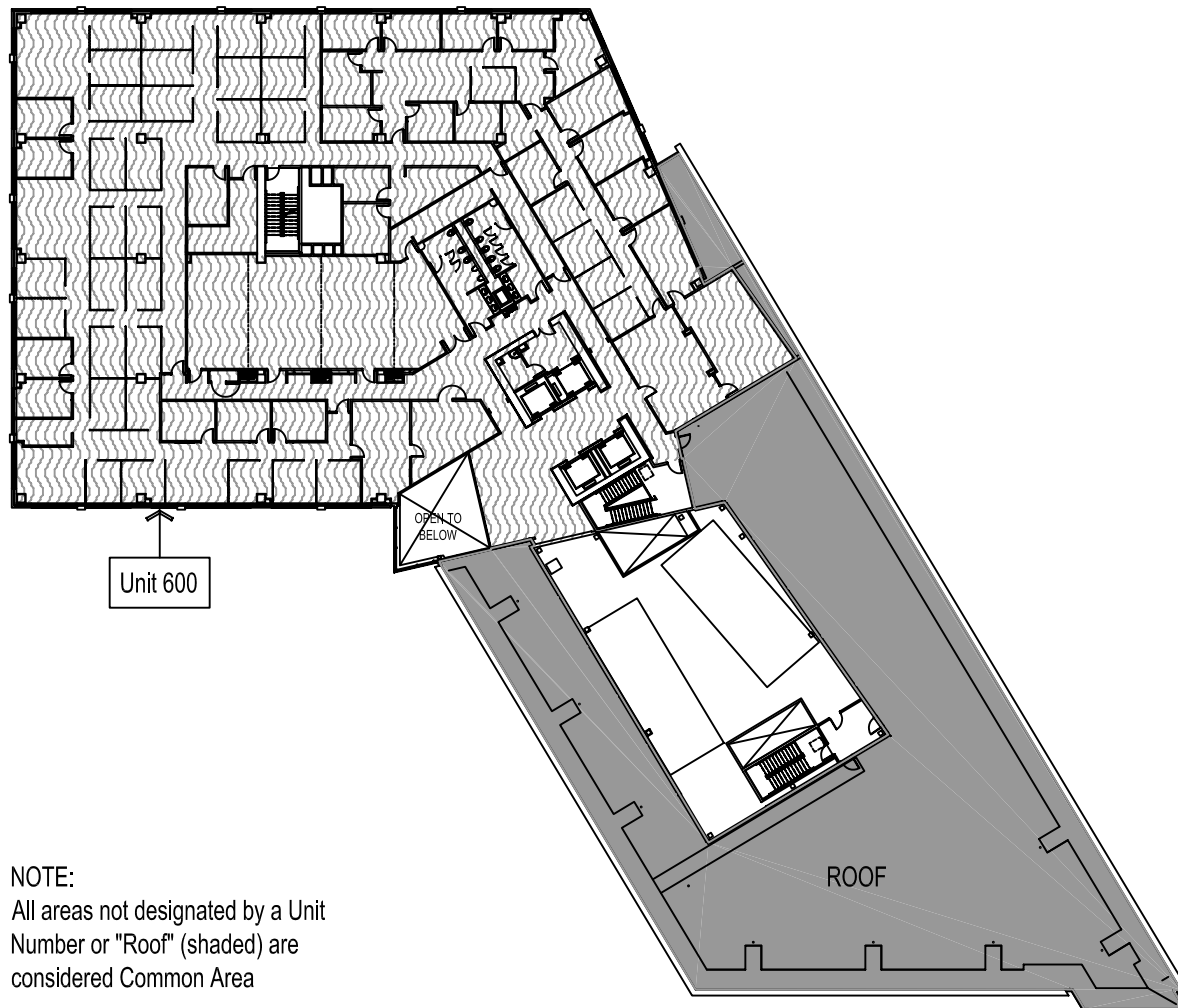 OPEN TO
BELOW
Unit 600
ROOF
NOTE:
All areas not designated by a Unit
Number or "Roof" (shaded) are
considered Common Area